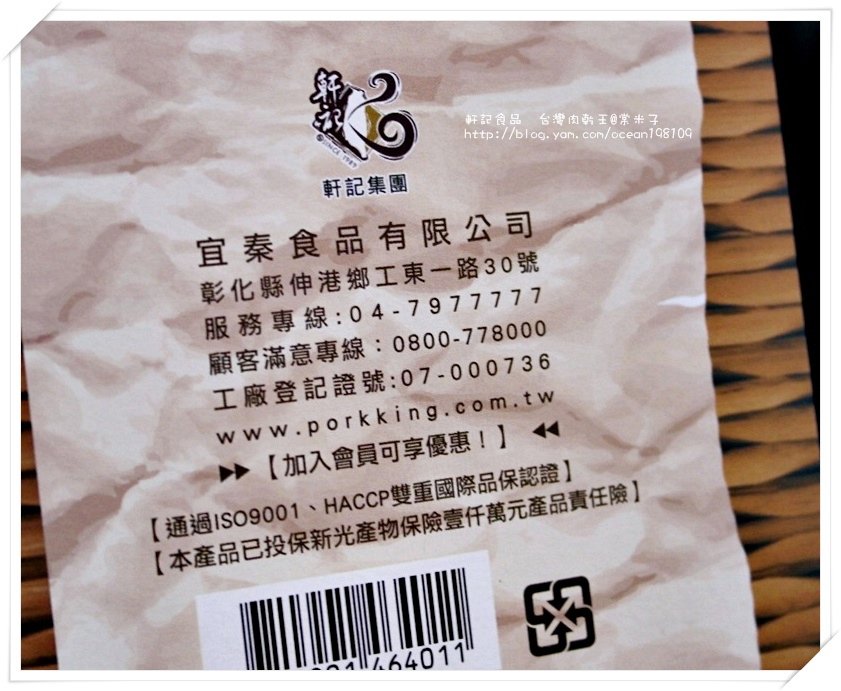 軒記
©SINCE 1989
軒記集團
軒記食品 台灣肉乾王@棠米子
http://blog.yam.com/ocean198109
宜秦食品有限公司
彰化縣伸港鄉工東一路30號
服務專線:04-7977777
顧客滿意專線：0800-778000
工廠登記證號:07-000736
www.porkking.com.tw
▶▶【加入會員可享優惠！】◀◀
【通過ISO9001、HACCP雙重國際品保認證】
【本產品已投保新光產物保險壹仟萬元產品責任險】
464011